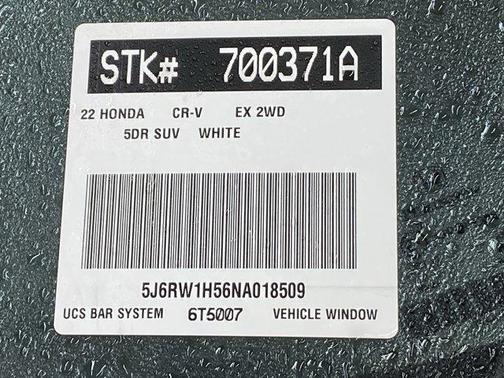 STK# 700371A
22 HONDA CR-V EX 2WD
5DR SUV WHITE
5J6RW1H56NA018509
UCS BAR SYSTEM 6T5007 VEHICLE WINDOW